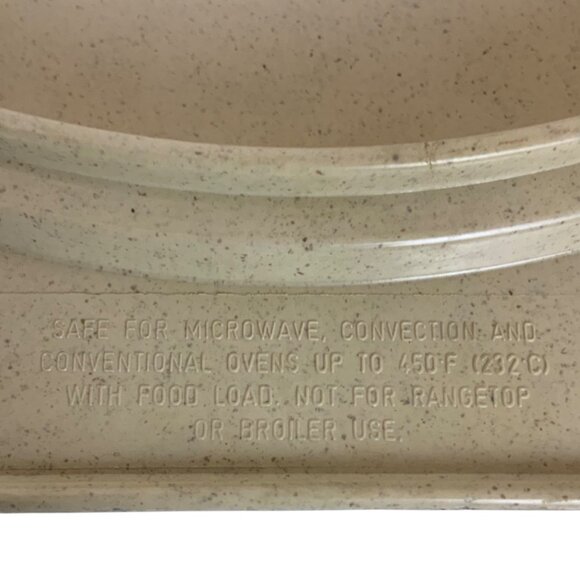 SAFE FOR MICROWAVE, CONVECTION AND
CONVENTIONAL OVENS UP TO 450°F (232°C)
WITH FOOD LOAD. NOT FOR RANGETOP
OR BROILER USE.